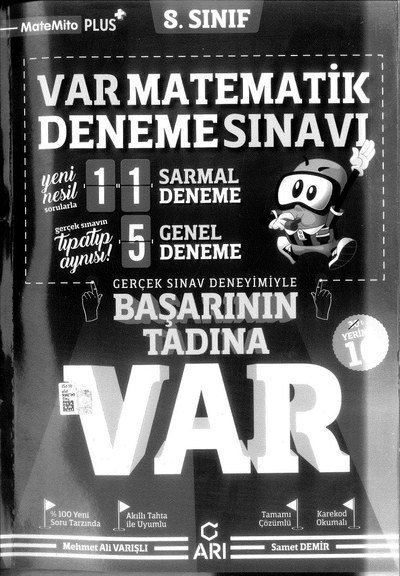 MateMito PLUS+
8. SINIF
VAR MATEMATİK
DENEME SINAVI
yeni
nesil
sorularla
11
SARMAL
DENEME
gerçek sınavın
tıpatıp
aynısı!
5
GENEL
DENEME
GERÇEK SINAV DENEYİMİYLE
BAŞARININ
TADINA
VAR
YERİN
% 100 Yeni
Soru Tarzında
Akıllı Tahta
ile Uyumlu
Tamamı
Çözümlü
Karekod
Okumalı
Mehmet Ali VARIŞLI
ARI
Samet DEMİR